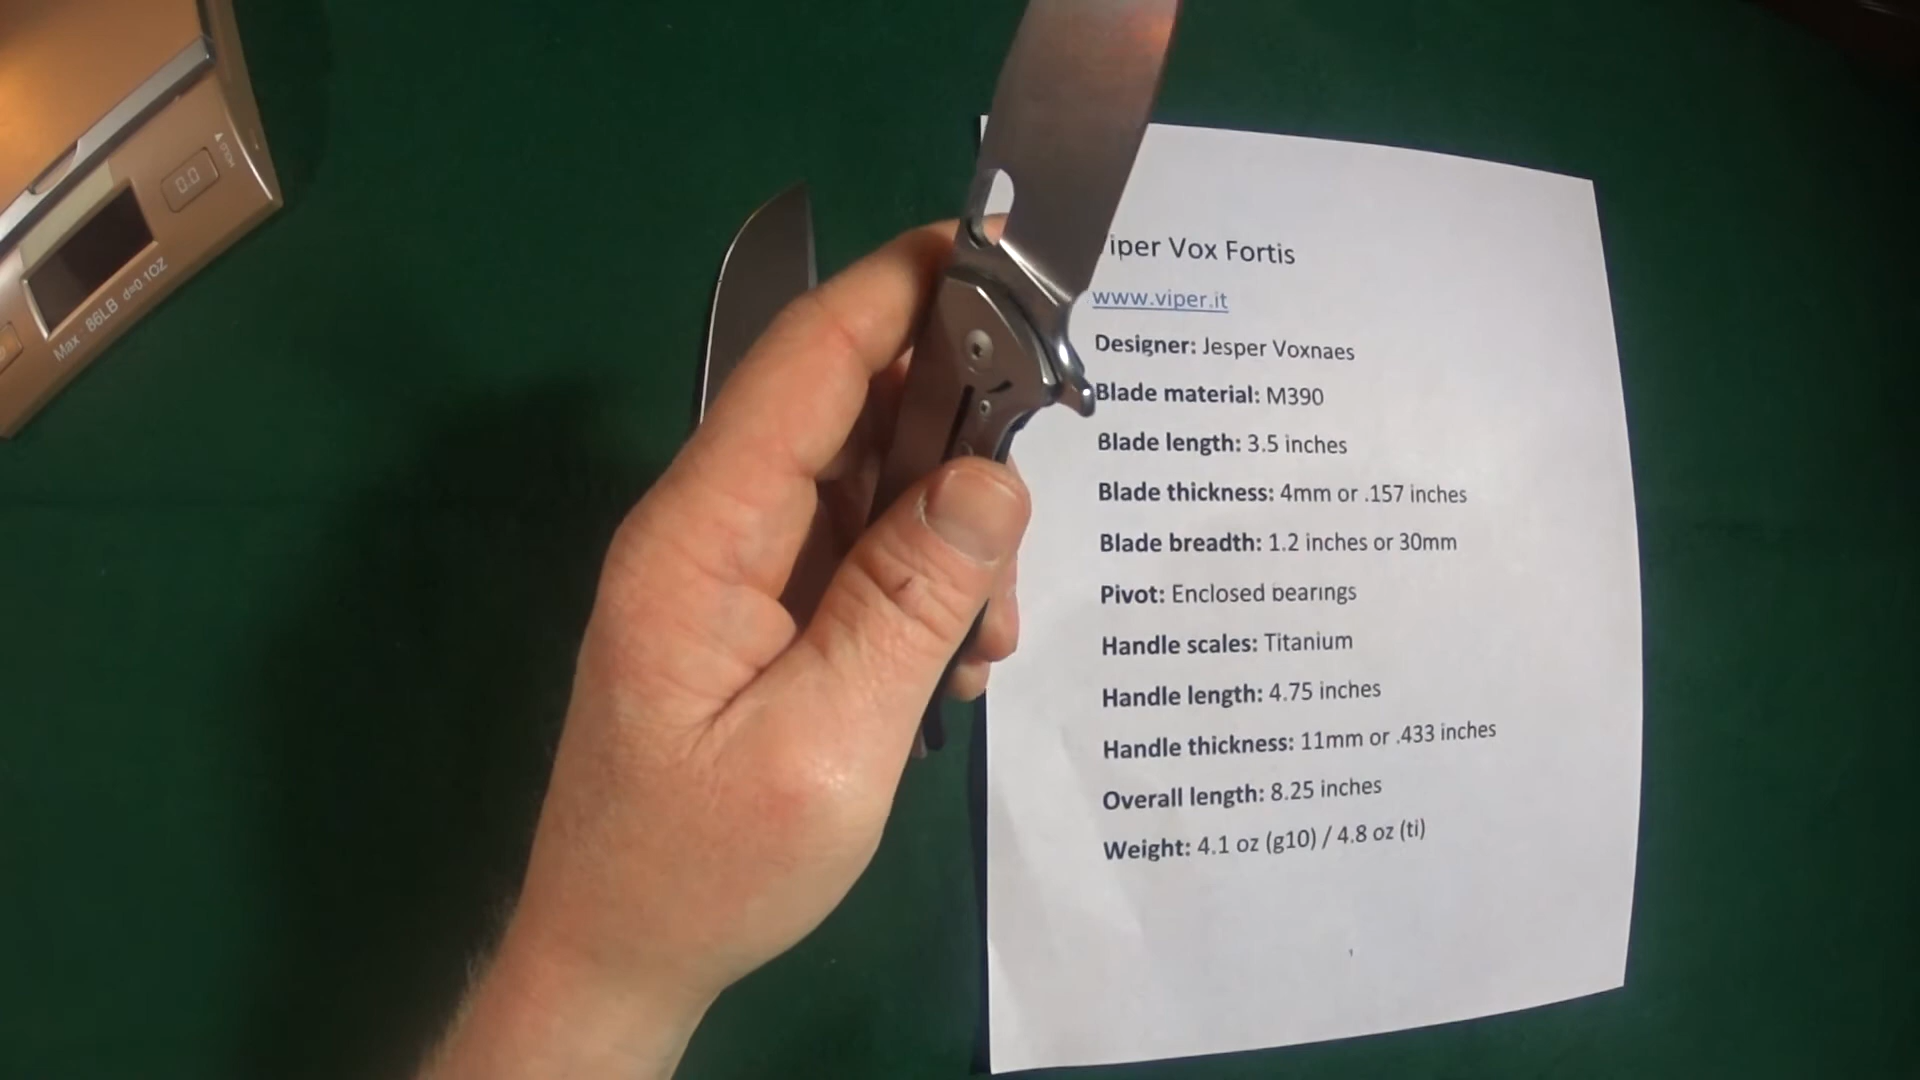 HOLD
0.0
Max : 86LB d=0.1OZ
iper Vox Fortis
www.viper.it
Designer: Jesper Voxnaes
Blade material: M390
Blade length: 3.5 inches
Blade thickness: 4mm or .157 inches
Blade breadth: 1.2 inches or 30mm
Pivot: Enclosed bearings
Handle scales: Titanium
Handle length: 4.75 inches
Handle thickness: 11mm or .433 inches
Overall length: 8.25 inches
Weight: 4.1 oz (g10) / 4.8 oz (ti)